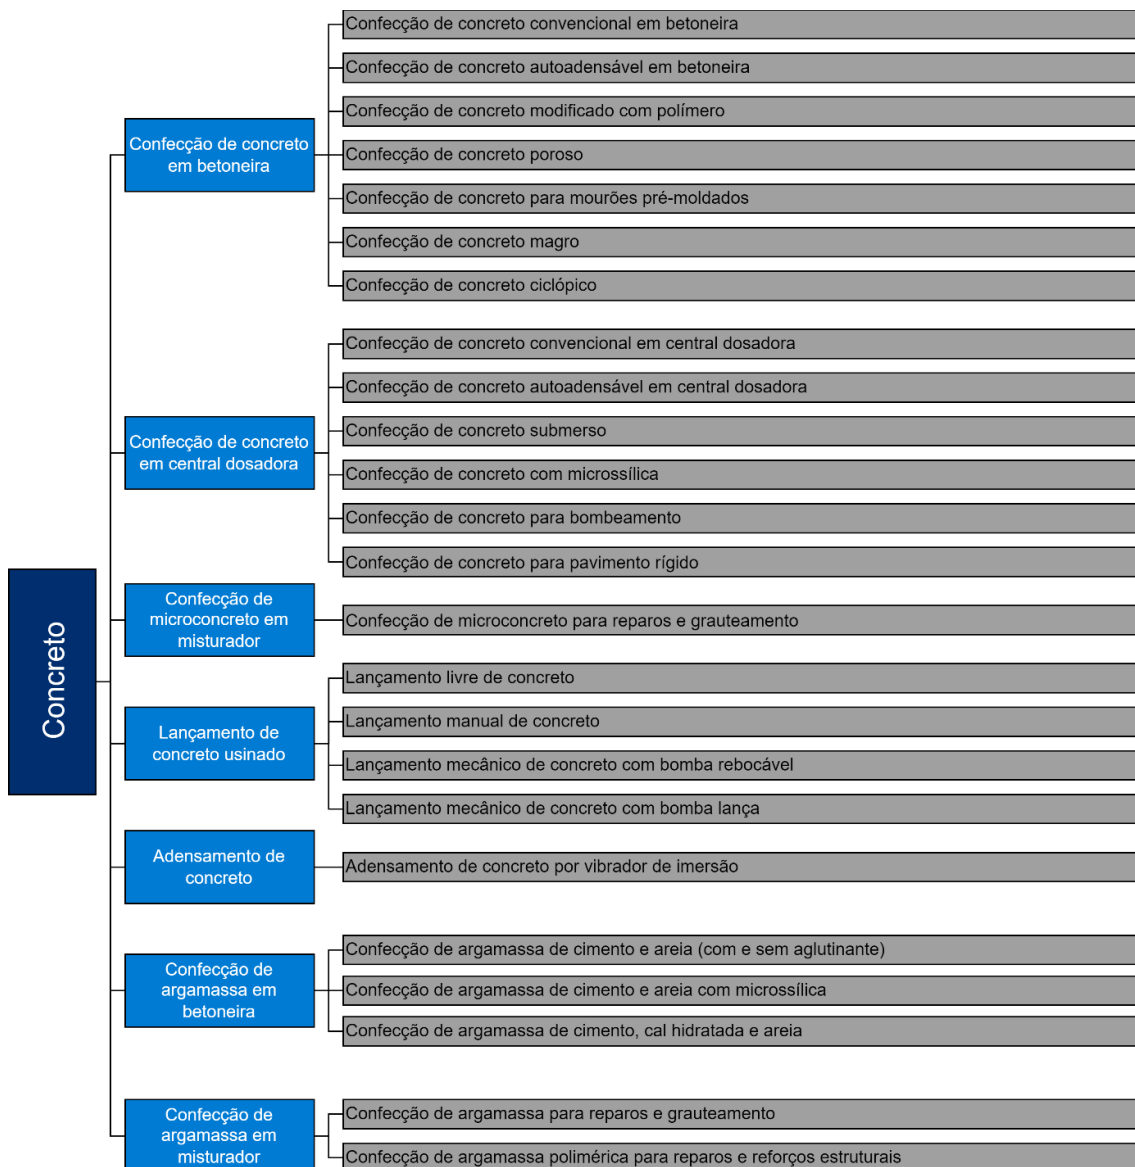 Concreto
Confecção de concreto
em betoneira
Confecção de concreto convencional em betoneira
Confecção de concreto autoadensável em betoneira
Confecção de concreto modificado com polímero
Confecção de concreto poroso
Confecção de concreto para mourões pré-moldados
Confecção de concreto magro
Confecção de concreto ciclópico
Confecção de concreto
em central dosadora
Confecção de concreto convencional em central dosadora
Confecção de concreto autoadensável em central dosadora
Confecção de concreto submerso
Confecção de concreto com microssílica
Confecção de concreto para bombeamento
Confecção de concreto para pavimento rígido
Confecção de
microconcreto em
misturador
Confecção de microconcreto para reparos e grauteamento
Lançamento de
concreto usinado
Lançamento livre de concreto
Lançamento manual de concreto
Lançamento mecânico de concreto com bomba rebocável
Lançamento mecânico de concreto com bomba lança
Adensamento de
concreto
Adensamento de concreto por vibrador de imersão
Confecção de
argamassa em
betoneira
Confecção de argamassa de cimento e areia (com e sem aglutinante)
Confecção de argamassa de cimento e areia com microssílica
Confecção de argamassa de cimento, cal hidratada e areia
Confecção de
argamassa em
misturador
Confecção de argamassa para reparos e grauteamento
Confecção de argamassa polimérica para reparos e reforços estruturais